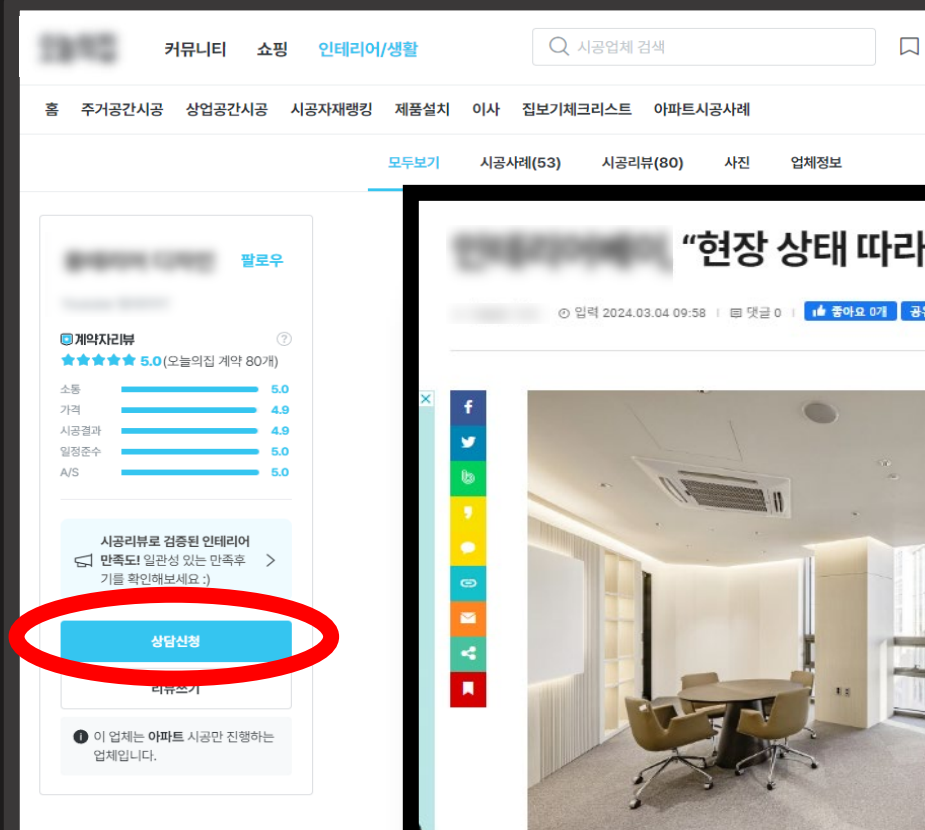 커뮤니티 쇼핑 인테리어/생활 시공업체 검색
홈 주거공간시공 상업공간시공 시공자재랭킹 제품설치 이사 집보기체크리스트 아파트시공사례
모두보기 시공사례(53) 시공리뷰(80) 사진 업체정보
팔로우
계약자리뷰 ?
5.0 (오늘의집 계약 80개)
소통 5.0
가격 4.9
시공결과 4.9
일정준수 5.0
A/S 5.0
시공리뷰로 검증된 인테리어
만족도! 일관성 있는 만족후
기를 확인해보세요 :)
상담신청
리뷰쓰기
이 업체는 아파트 시공만 진행하는
업체입니다.
“현장 상태 따라
입력 2024.03.04 09:58 댓글 0 좋아요 0개